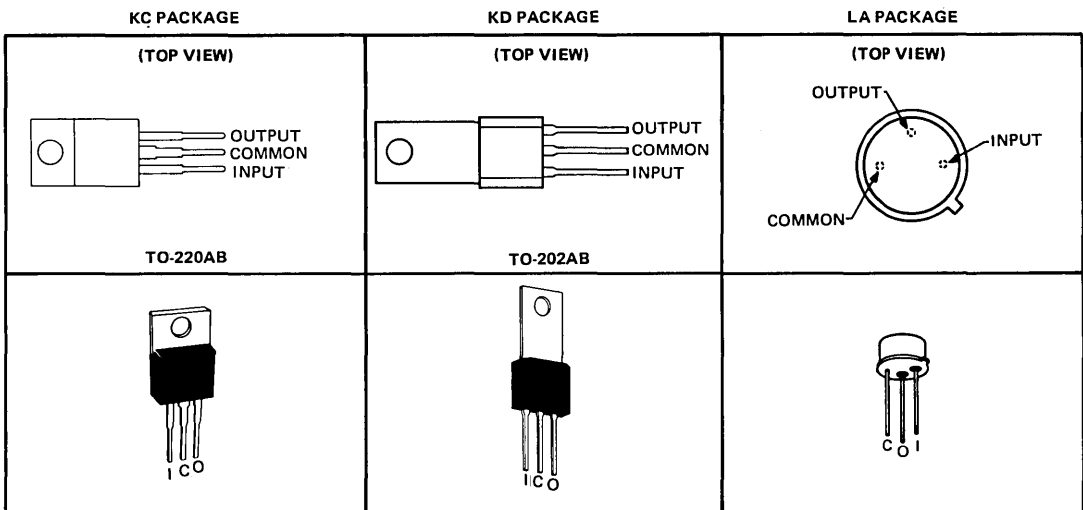 KC PACKAGE
KD PACKAGE
LA PACKAGE
(TOP VIEW)
(TOP VIEW)
(TOP VIEW)
OUTPUT
COMMON
INPUT
OUTPUT
COMMON
INPUT
OUTPUT
INPUT
COMMON
TO-220AB
TO-202AB
I C O
I C O
C O I